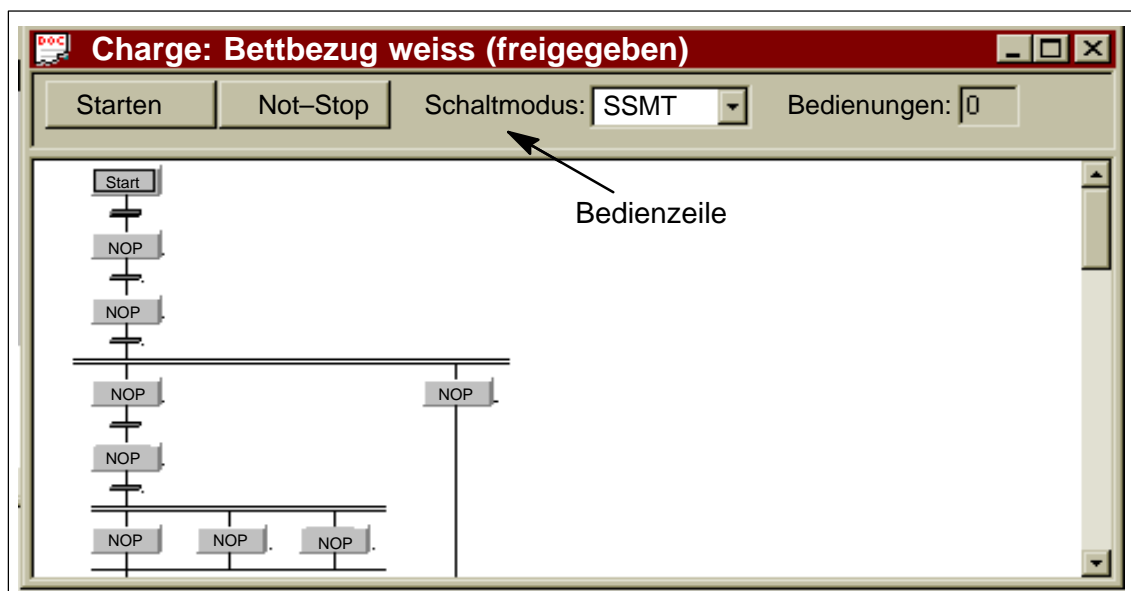 DOC
Charge: Bettbezug weiss (freigegeben)
Starten Not–Stop Schaltmodus: SSMT Bedienungen: 0
Start
Bedienzeile
NOP
NOP
NOP NOP
NOP
NOP NOP NOP